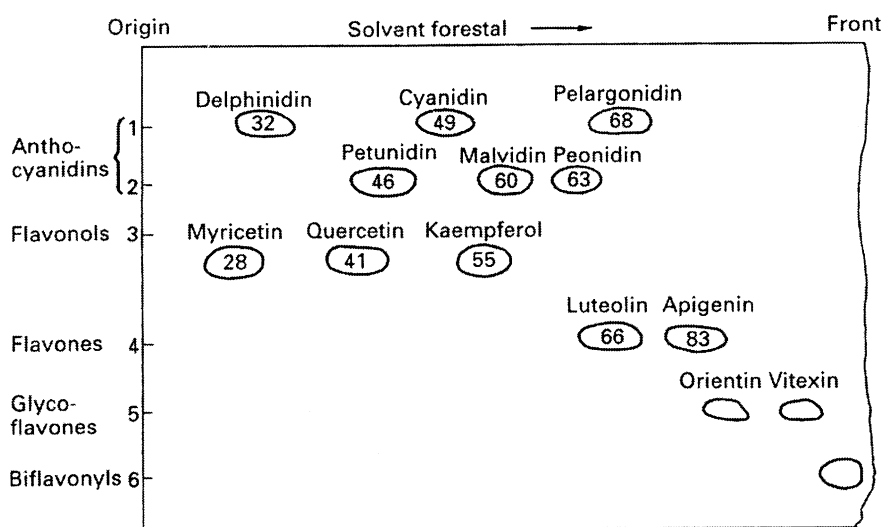 Origin Solvent forestal Front
Delphinidin Cyanidin Pelargonidin
1 32 49 68
Antho-
cyanidins
Petunidin Malvidin Peonidin
2 46 60 63
Flavonols 3 Myricetin Quercetin Kaempferol
28 41 55
Luteolin Apigenin
Flavones 4 66 83
Orientin Vitexin
Glyco-
flavones 5
Biflavonyls 6